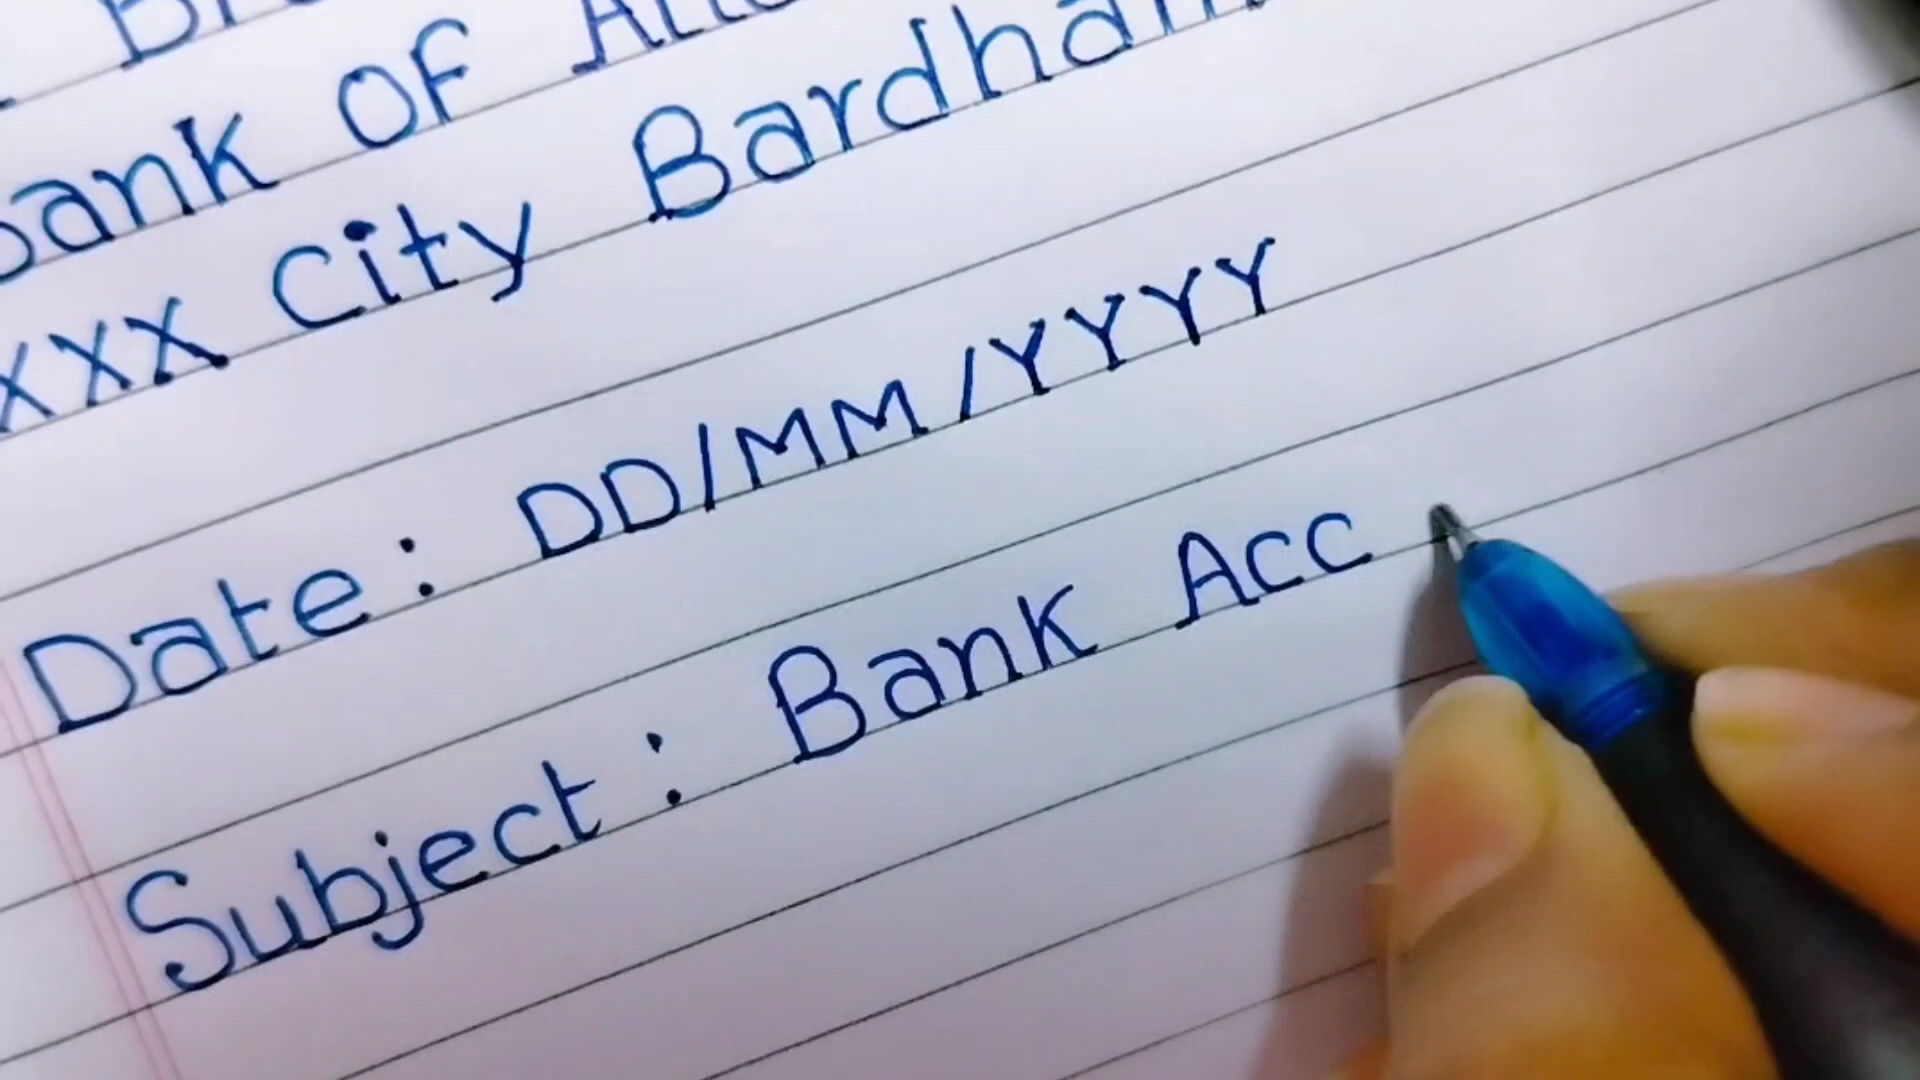 Bank OF
XXX City Bardham
Date : DD/MM/YYYY
Subject : Bank Acc